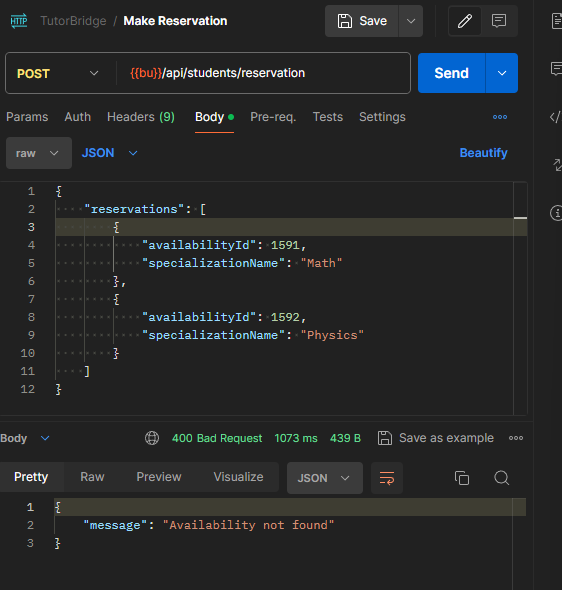 HTTP TutorBridge / Make Reservation Save
POST {{bu}}/api/students/reservation Send
Params Auth Headers (9) Body Pre-req. Tests Settings
raw JSON Beautify
1 {
2 "reservations": [
3 {
4 "availabilityId": 1591,
5 "specializationName": "Math"
6 },
7 {
8 "availabilityId": 1592,
9 "specializationName": "Physics"
10 }
11 ]
12 }
Body 400 Bad Request 1073 ms 439 B Save as example
Pretty Raw Preview Visualize JSON
1 {
2 "message": "Availability not found"
3 }